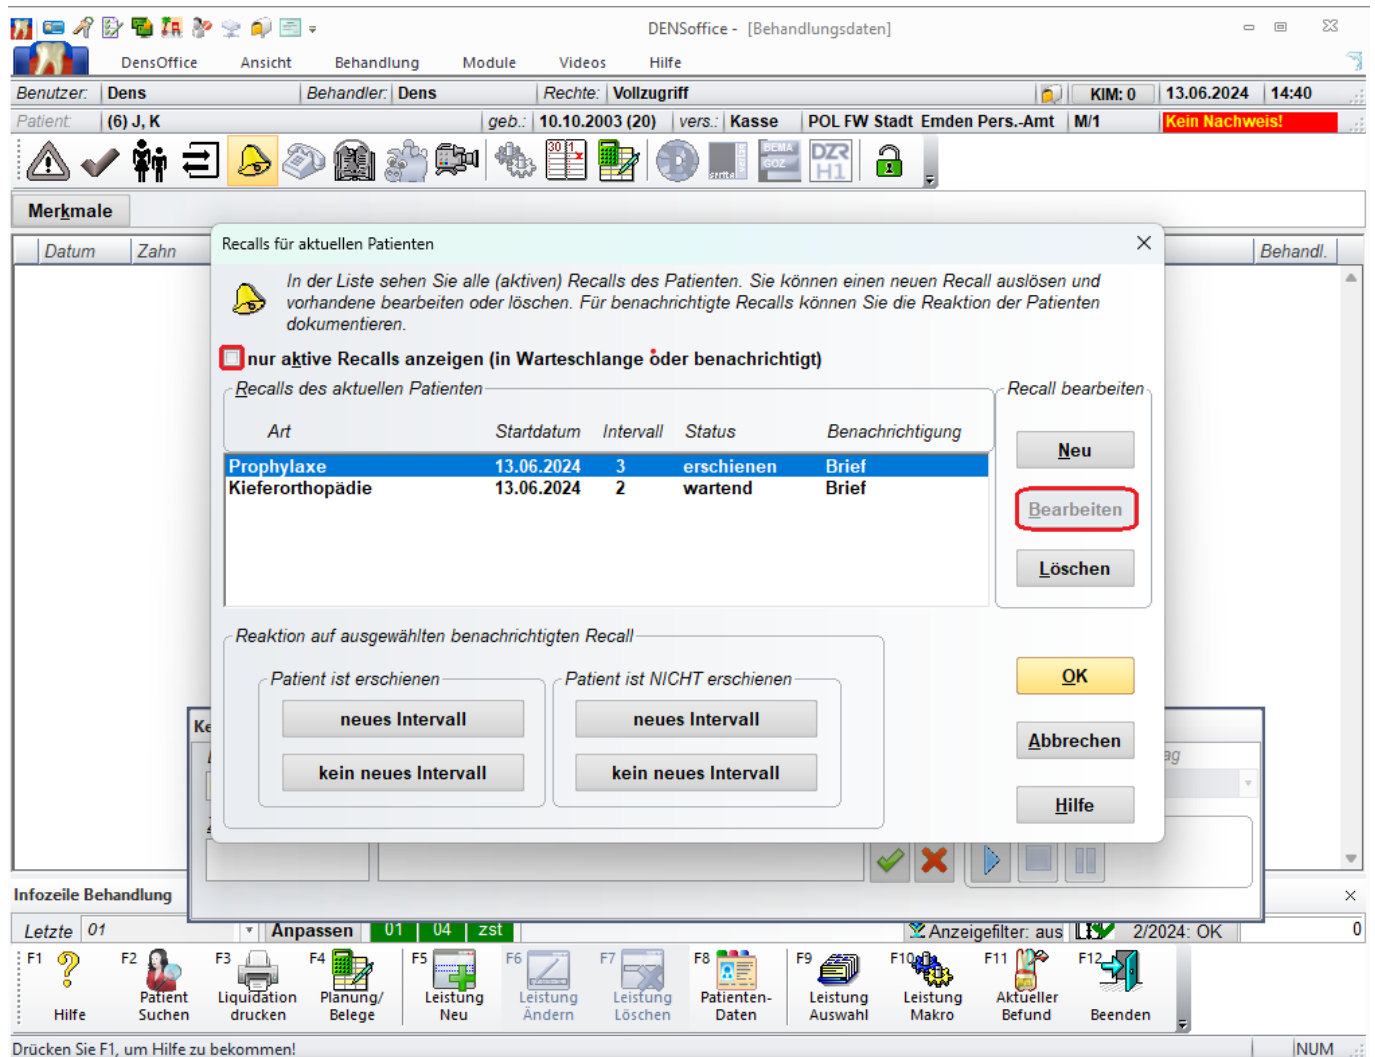 DENSoffice - [Behandlungsdaten]
DensOffice Ansicht Behandlung Module Videos Hilfe
Benutzer: Dens Behandler: Dens Rechte: Vollzugriff KIM: 0 13.06.2024 14:40
Patient: (6) J, K geb.: 10.10.2003 (20) vers.: Kasse POL FW Stadt Emden Pers.-Amt M/1 Kein Nachweis!
30 1
BEMA
GOZ
DZR
H1
Merkmale
Datum Zahn Behandl.
Recalls für aktuellen Patienten
In der Liste sehen Sie alle (aktiven) Recalls des Patienten. Sie können einen neuen Recall auslösen und
vorhandene bearbeiten oder löschen. Für benachrichtigte Recalls können Sie die Reaktion der Patienten
dokumentieren.
nur aktive Recalls anzeigen (in Warteschlange oder benachrichtigt)
Recalls des aktuellen Patienten
Recall bearbeiten
Art Startdatum Intervall Status Benachrichtigung
Prophylaxe 13.06.2024 3 erschienen Brief
Kieferorthopädie 13.06.2024 2 wartend Brief
Neu
Bearbeiten
Löschen
Reaktion auf ausgewählten benachrichtigten Recall
Patient ist erschienen
neues Intervall
kein neues Intervall
Patient ist NICHT erschienen
neues Intervall
kein neues Intervall
OK
Abbrechen
Hilfe
Infozeile Behandlung
Letzte 01 Anpassen 01 04 zst Anzeigefilter: aus 2/2024: OK 0
F1 Hilfe
F2 Patient Suchen
F3 Liquidation drucken
F4 Planung/ Belege
F5 Leistung Neu
F6 Leistung Ändern
F7 Leistung Löschen
F8 Patienten- Daten
F9 Leistung Auswahl
F10 Leistung Makro
F11 Aktueller Befund
F12 Beenden
Drücken Sie F1, um Hilfe zu bekommen! NUM